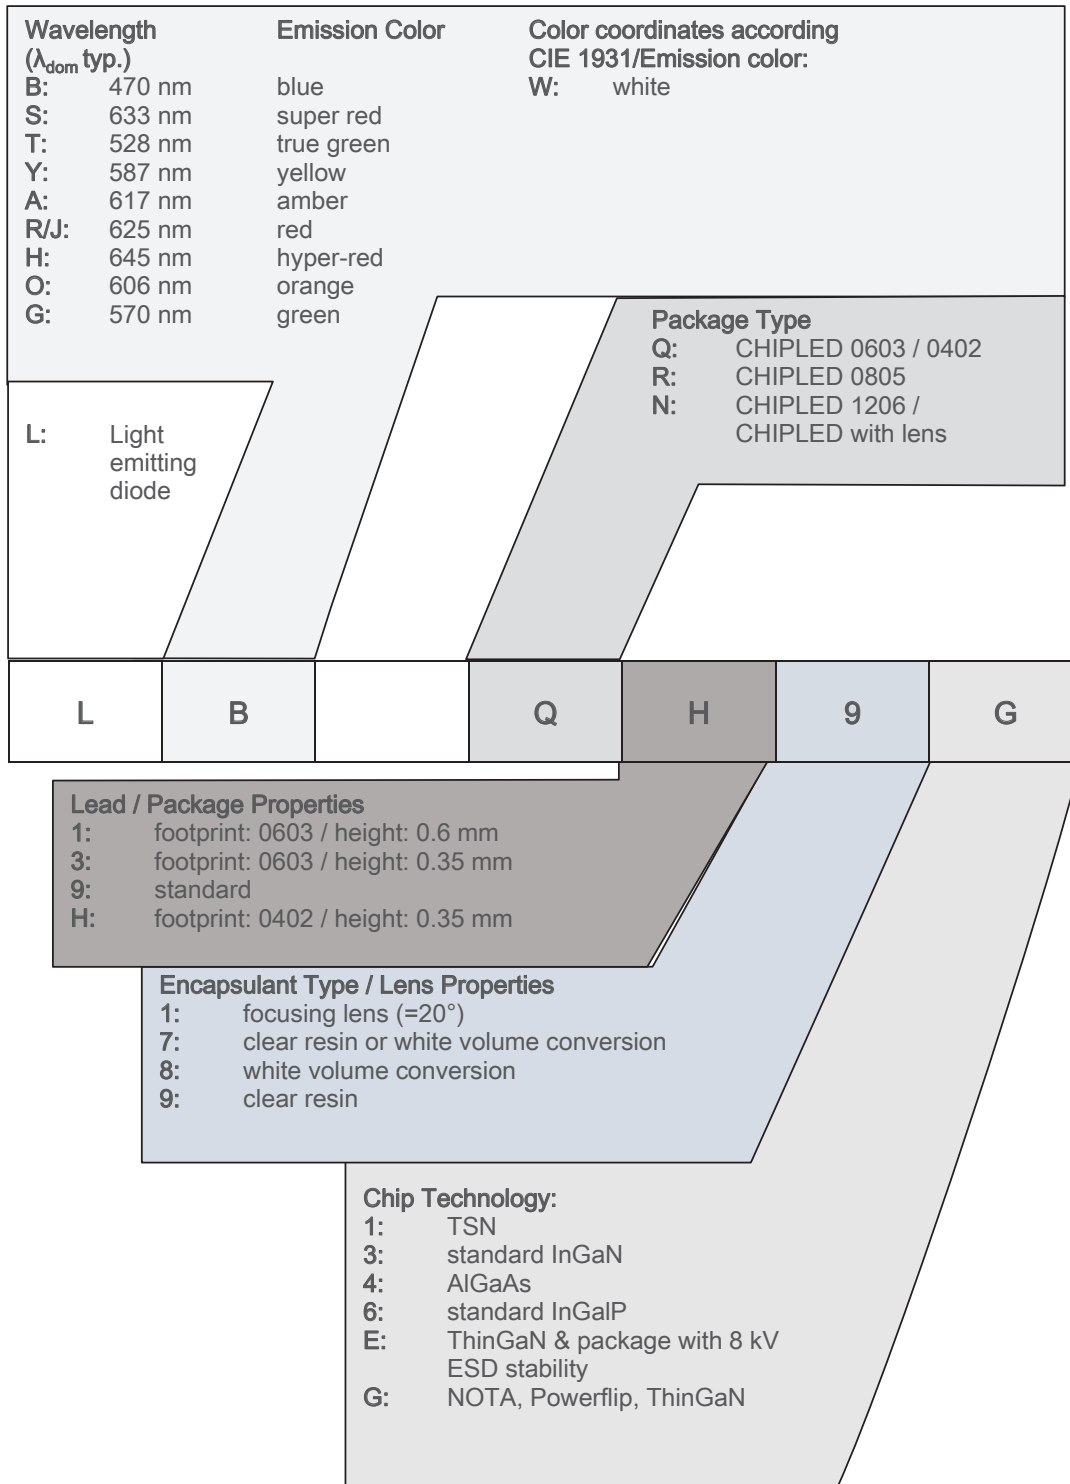 Wavelength Emission Color Color coordinates according
(λdom typ.) CIE 1931/Emission color:
B: 470 nm blue W: white
S: 633 nm super red
T: 528 nm true green
Y: 587 nm yellow
A: 617 nm amber
R/J: 625 nm red
H: 645 nm hyper-red
O: 606 nm orange
G: 570 nm green
Package Type
Q: CHIPLED 0603 / 0402
R: CHIPLED 0805
N: CHIPLED 1206 /
CHIPLED with lens
L: Light
emitting
diode
L B Q H 9 G
Lead / Package Properties
1: footprint: 0603 / height: 0.6 mm
3: footprint: 0603 / height: 0.35 mm
9: standard
H: footprint: 0402 / height: 0.35 mm
Encapsulant Type / Lens Properties
1: focusing lens (=20°)
7: clear resin or white volume conversion
8: white volume conversion
9: clear resin
Chip Technology:
1: TSN
3: standard InGaN
4: AlGaAs
6: standard InGalP
E: ThinGaN & package with 8 kV
ESD stability
G: NOTA, Powerflip, ThinGaN